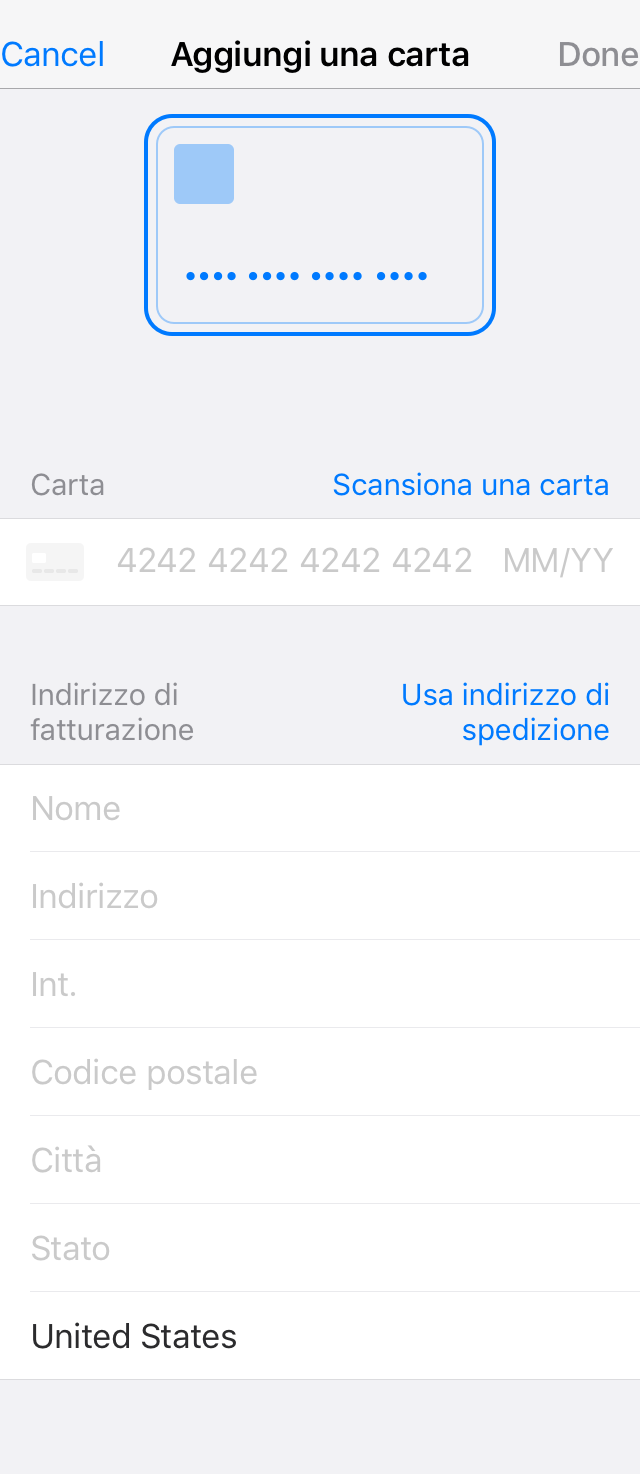 Cancel Aggiungi una carta Done
•••• •••• •••• ••••
Carta Scansiona una carta
4242 4242 4242 4242 MM/YY
Indirizzo di Usa indirizzo di
fatturazione spedizione
Nome
Indirizzo
Int.
Codice postale
Città
Stato
United States